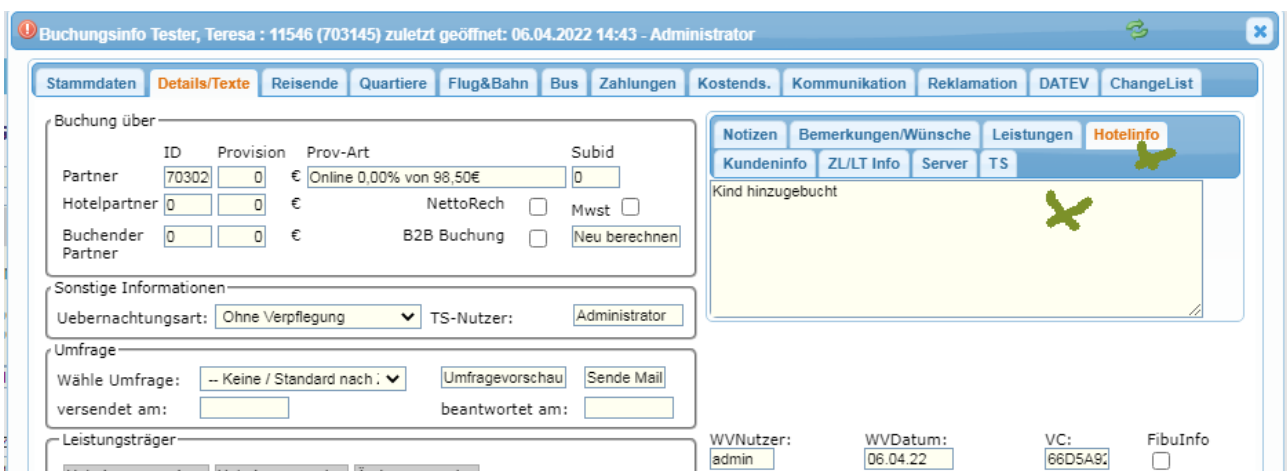 Buchungsinfo Tester, Teresa : 11546 (703145) zuletzt geöffnet: 06.04.2022 14:43 - Administrator
Stammdaten Details/Texte Reisende Quartiere Flug&Bahn Bus Zahlungen Kostends. Kommunikation Reklamation DATEV ChangeList
Buchung über
ID Provision Prov-Art Subid
Partner 70302 0 € Online 0,00% von 98,50€ 0
Hotelpartner 0 0 € NettoRech Mwst
Buchender Partner 0 0 € B2B Buchung Neu berechnen
Sonstige Informationen
Uebernachtungsart: Ohne Verpflegung TS-Nutzer: Administrator
Umfrage
Wähle Umfrage: -- Keine / Standard nach Umfragevorschau Sende Mail
versendet am: beantwortet am:
Leistungsträger
Notizen Bemerkungen/Wünsche Leistungen Hotelinfo
Kundeninfo ZL/LT Info Server TS
Kind hinzugebucht
WVNutzer: WVDatum: VC: FibuInfo
admin 06.04.22 66D5A92